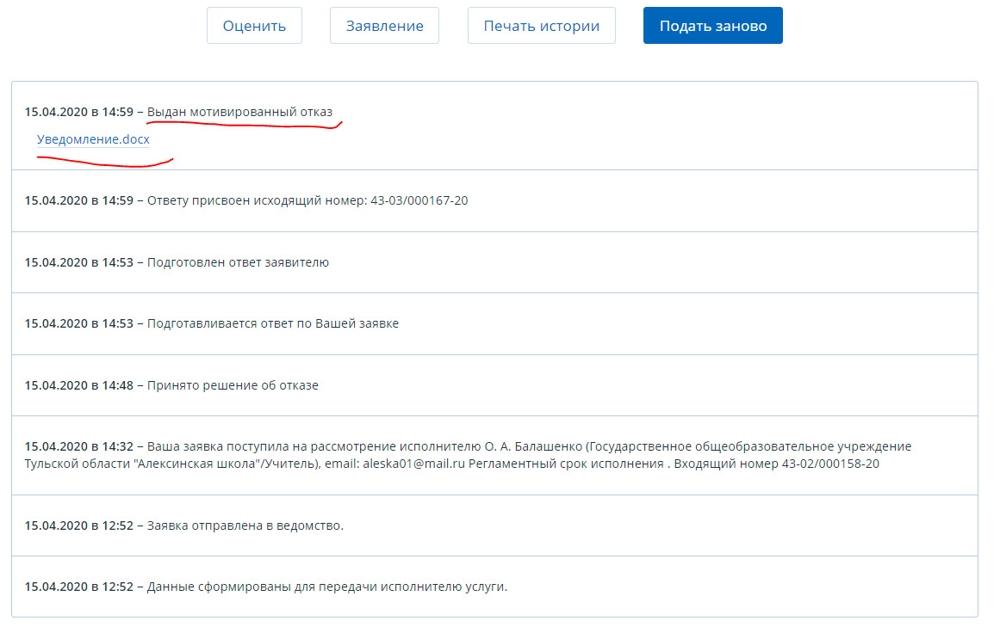 Оценить Заявление Печать истории Подать заново
15.04.2020 в 14:59 – Выдан мотивированный отказ
Уведомление.docx
15.04.2020 в 14:59 – Ответу присвоен исходящий номер: 43-03/000167-20
15.04.2020 в 14:53 – Подготовлен ответ заявителю
15.04.2020 в 14:53 – Подготавливается ответ по Вашей заявке
15.04.2020 в 14:48 – Принято решение об отказе
15.04.2020 в 14:32 – Ваша заявка поступила на рассмотрение исполнителю О. А. Балашенко (Государственное общеобразовательное учреждение
Тульской области "Алексинская школа"/Учитель), email: aleska01@mail.ru Регламентный срок исполнения . Входящий номер 43-02/000158-20
15.04.2020 в 12:52 – Заявка отправлена в ведомство.
15.04.2020 в 12:52 – Данные сформированы для передачи исполнителю услуги.